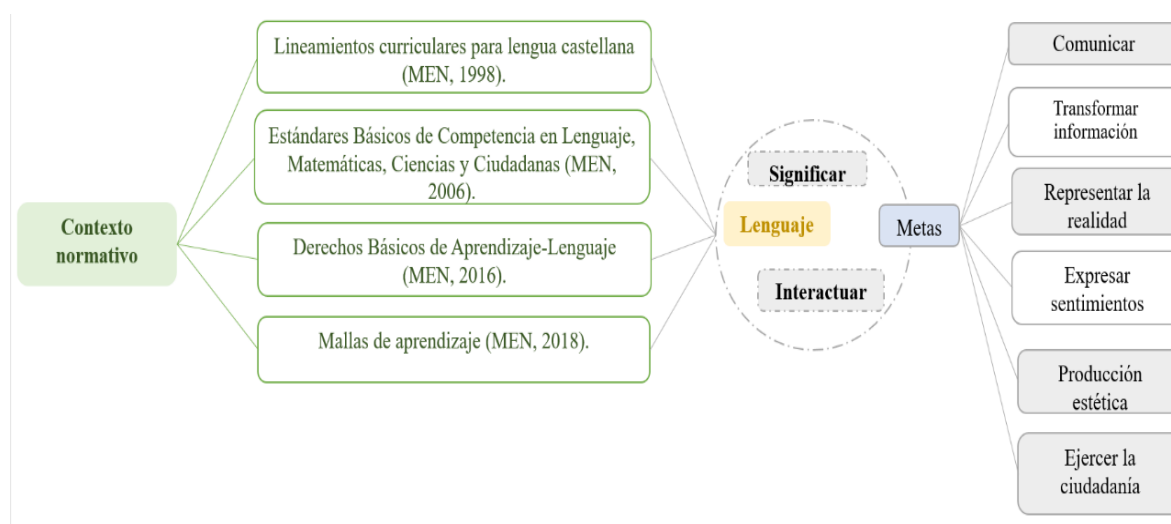 Contexto
normativo
Lineamientos curriculares para lengua castellana
(MEN, 1998).
Estándares Básicos de Competencia en Lenguaje,
Matemáticas, Ciencias y Ciudadanas (MEN,
2006).
Derechos Básicos de Aprendizaje-Lenguaje
(MEN, 2016).
Mallas de aprendizaje (MEN, 2018).
Significar
Lenguaje
Interactuar
Metas
Comunicar
Transformar
información
Representar la
realidad
Expresar
sentimientos
Producción
estética
Ejercer la
ciudadanía